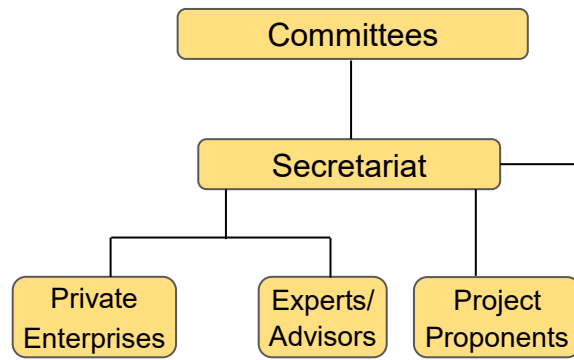 Committees
Secretariat
Private
Enterprises
Experts/
Advisors
Project
Proponents